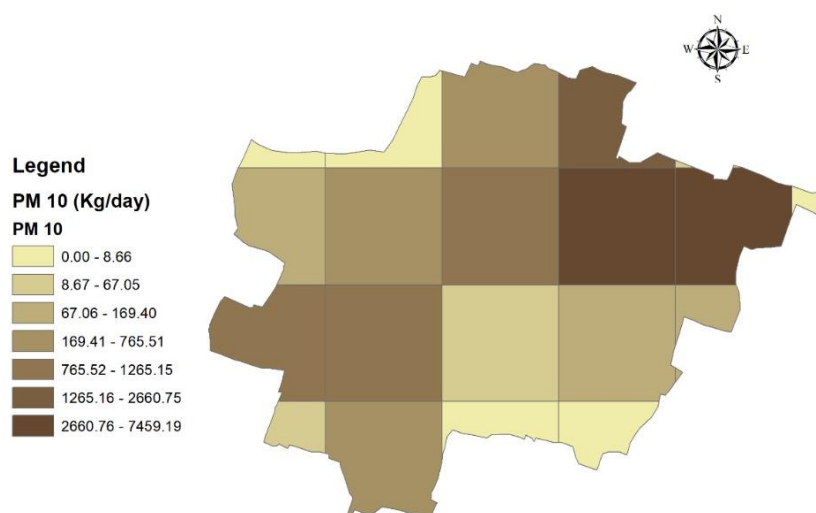 N
W E
S
Legend
PM 10 (Kg/day)
PM 10
0.00 - 8.66
8.67 - 67.05
67.06 - 169.40
169.41 - 765.51
765.52 - 1265.15
1265.16 - 2660.75
2660.76 - 7459.19